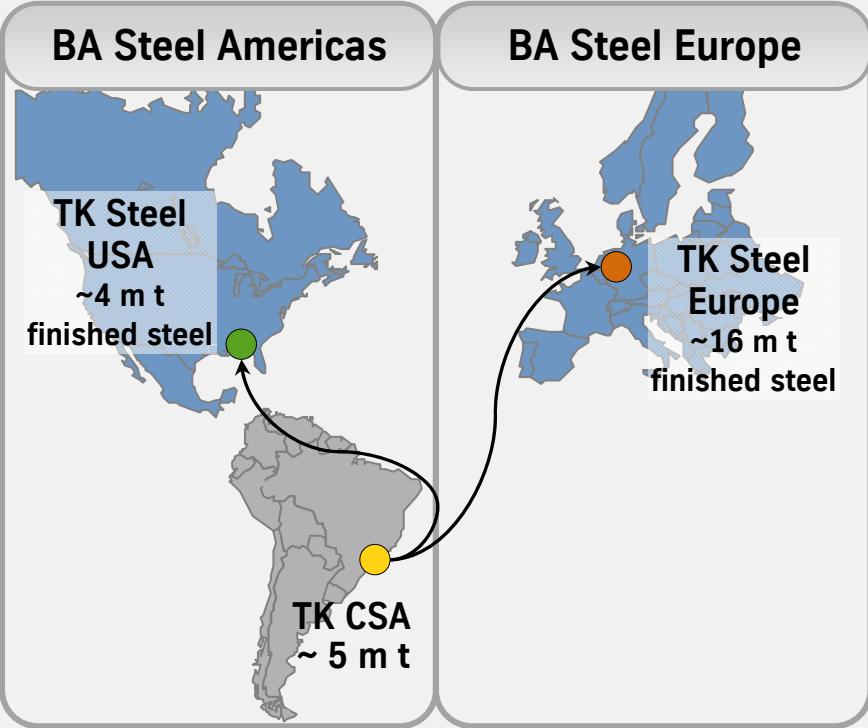 BA Steel Americas
BA Steel Europe
TK Steel
USA
~4 m t
finished steel
TK Steel
Europe
~16 m t
finished steel
TK CSA
~ 5 m t